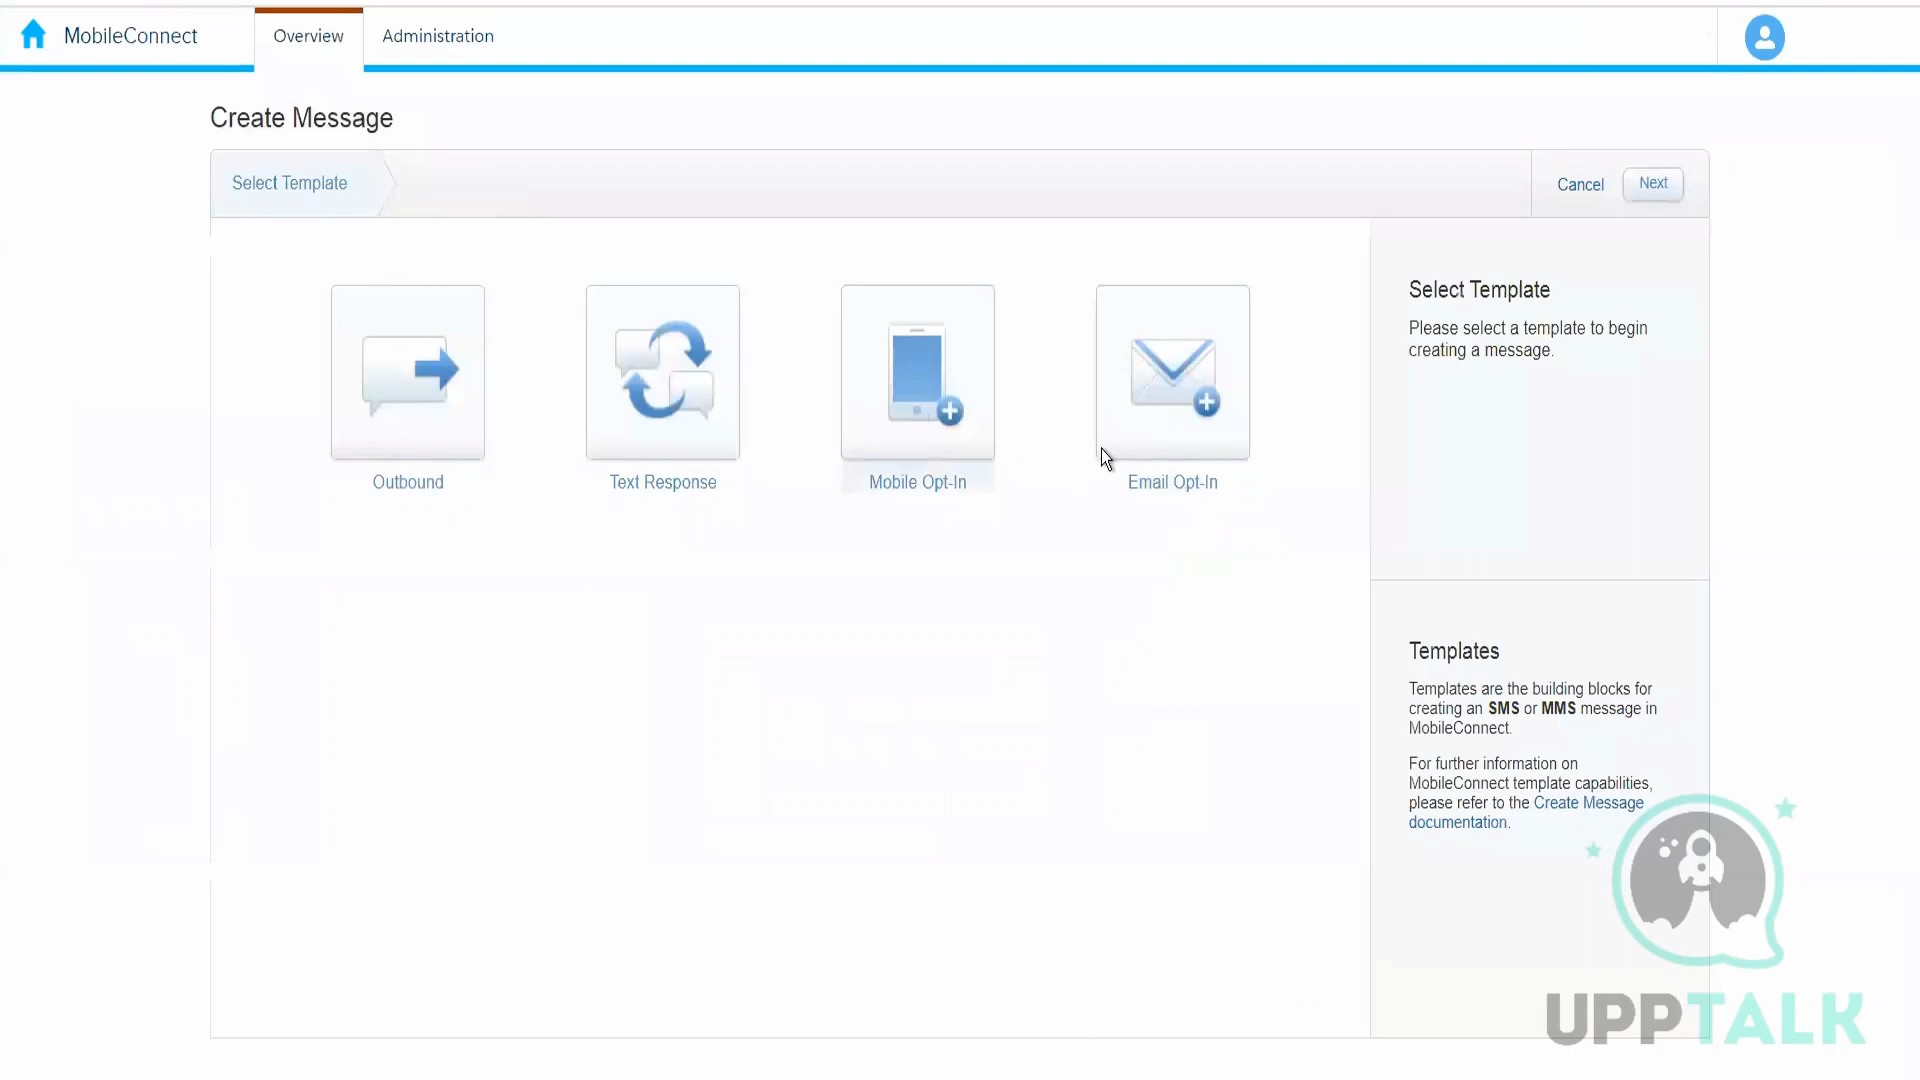 MobileConnect
Overview
Administration
Create Message
Select Template
Cancel
Next
Outbound
Text Response
Mobile Opt-In
Email Opt-In
Select Template
Please select a template to begin
creating a message.
Templates
Templates are the building blocks for
creating an SMS or MMS message in
MobileConnect.
For further information on
MobileConnect template capabilities,
please refer to the Create Message
documentation.
UPPTALK